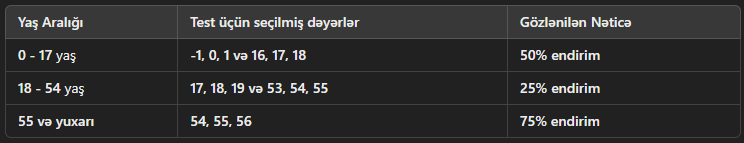 Yaş Aralığı Test üçün seçilmiş dəyərlər Gözlənilən Nəticə
0 - 17 yaş -1, 0, 1 və 16, 17, 18 50% endirim
18 - 54 yaş 17, 18, 19 və 53, 54, 55 25% endirim
55 və yuxarı 54, 55, 56 75% endirim